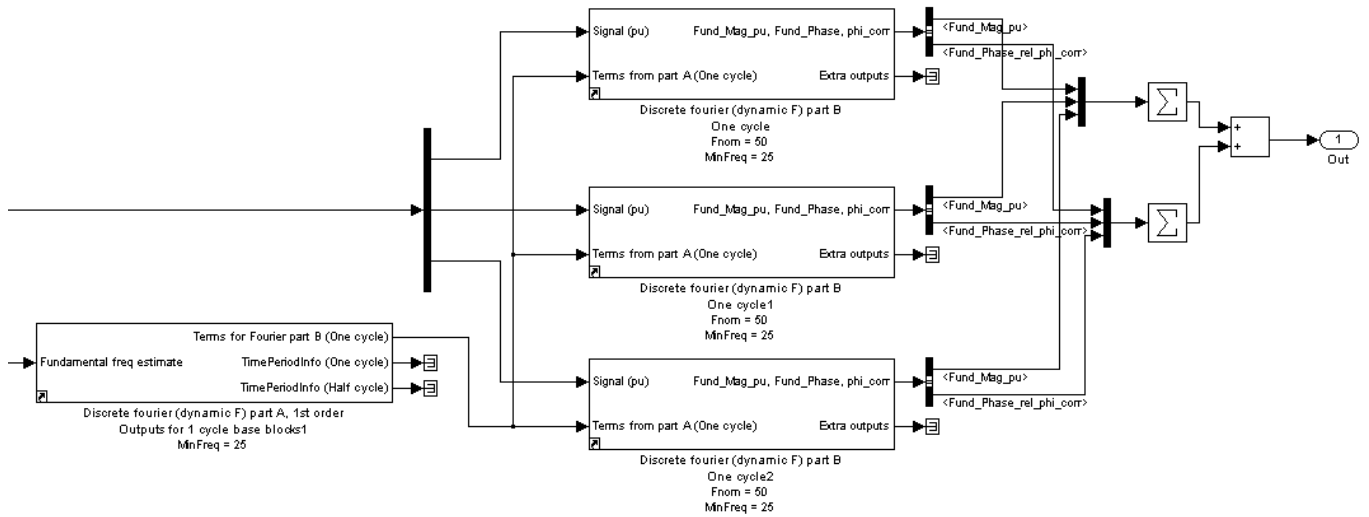 Signal (pu)
Fund_Mag_pu, Fund_Phase, phi_corr
Terms from part A (One cycle)
Extra outputs
Discrete fourier (dynamic F) part B
One cycle
Fnom = 50
MinFreq = 25
<Fund_Mag_pu>
<Fund_Phase_rel_phi_corr>
Σ
+
+
1
Out
Signal (pu)
Fund_Mag_pu, Fund_Phase, phi_corr
Terms from part A (One cycle)
Extra outputs
Discrete fourier (dynamic F) part B
One cycle1
Fnom = 50
MinFreq = 25
<Fund_Mag_pu>
<Fund_Phase_rel_phi_corr>
Σ
Terms for Fourier part B (One cycle)
Fundamental freq estimate
TimePeriodInfo (One cycle)
TimePeriodInfo (Half cycle)
Discrete fourier (dynamic F) part A, 1st order
Outputs for 1 cycle base blocks1
MinFreq = 25
Signal (pu)
Fund_Mag_pu, Fund_Phase, phi_corr
Terms from part A (One cycle)
Extra outputs
Discrete fourier (dynamic F) part B
One cycle2
Fnom = 50
MinFreq = 25
<Fund_Mag_pu>
<Fund_Phase_rel_phi_corr>